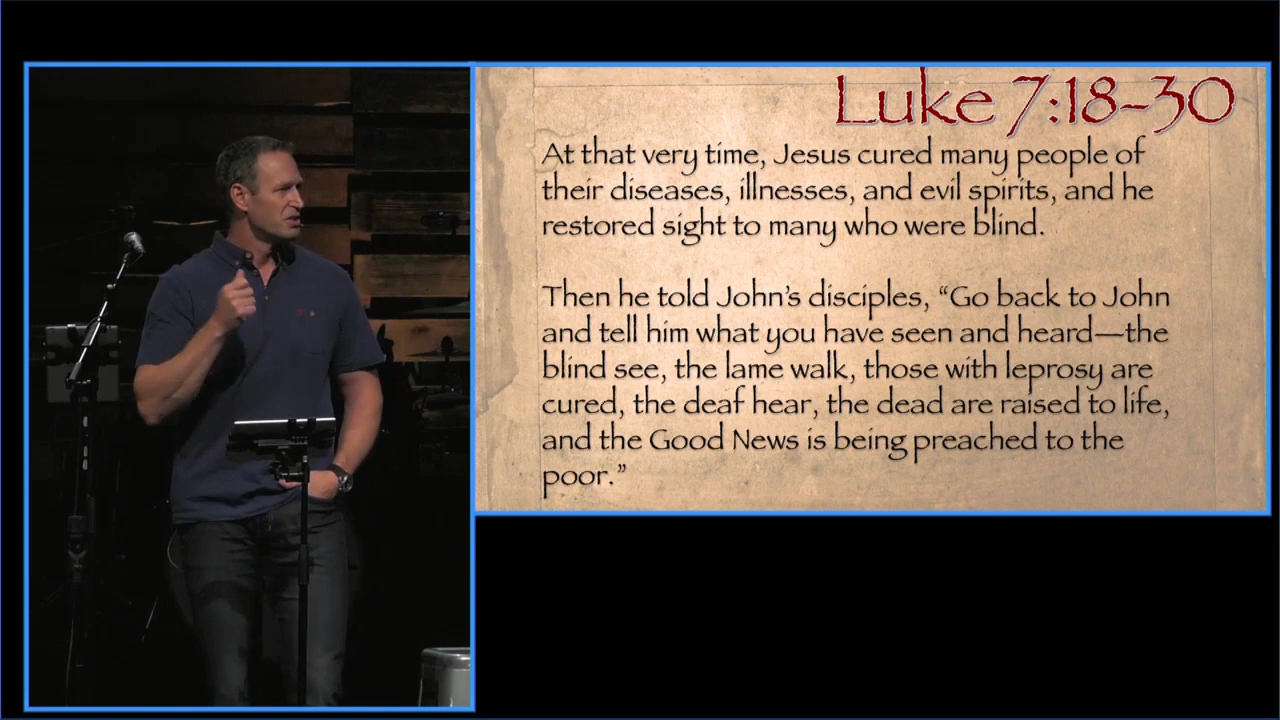 Luke 7:18-30
At that very time, Jesus cured many people of
their diseases, illnesses, and evil spirits, and he
restored sight to many who were blind.
Then he told John's disciples, “Go back to John
and tell him what you have seen and heard—the
blind see, the lame walk, those with leprosy are
cured, the deaf hear, the dead are raised to life,
and the Good News is being preached to the
poor.”